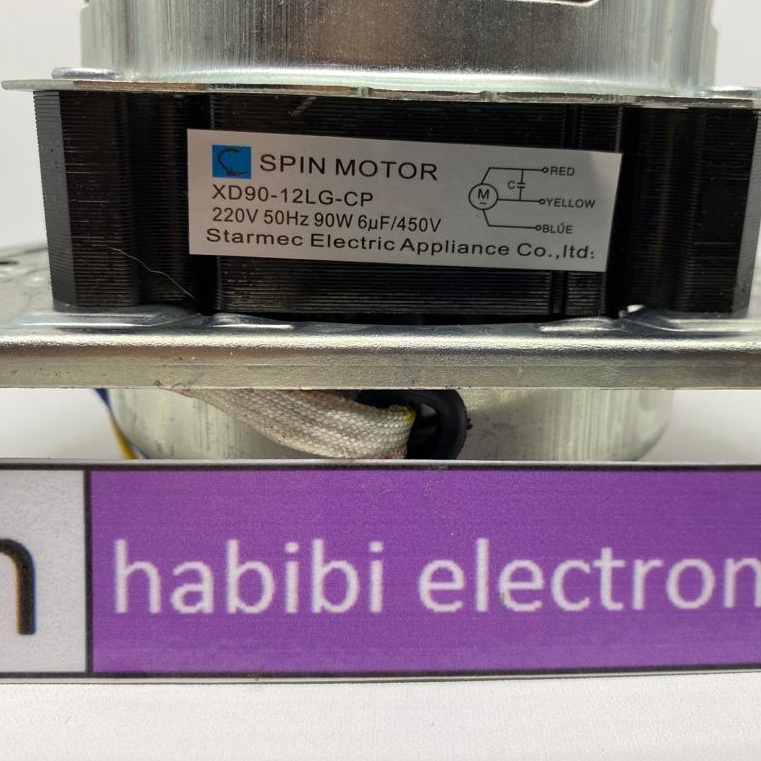 SPIN MOTOR
XD90-12LG-CP
220V 50Hz 90W 6µF/450V
Starmec Electric Appliance Co.,ltd:
RED
C
M
YELLOW
BLUE
h habibi electron